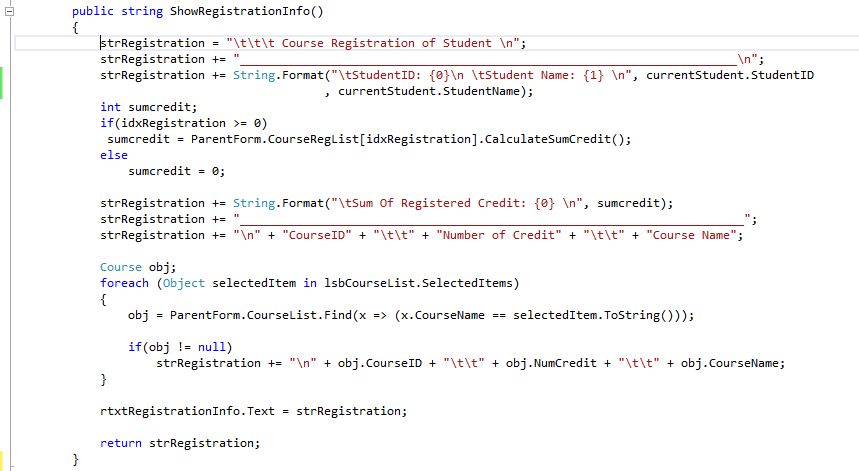 public string ShowRegistrationInfo()
{
strRegistration = "\t\t\t Course Registration of Student \n";
strRegistration += "_______________________________________________________________________\n";
strRegistration += String.Format("\tStudentID: {0}\n \tStudent Name: {1} \n", currentStudent.StudentID
, currentStudent.StudentName);
int sumcredit;
if(idxRegistration >= 0)
sumcredit = ParentForm.CourseRegList[idxRegistration].CalculateSumCredit();
else
sumcredit = 0;
strRegistration += String.Format("\tSum Of Registered Credit: {0} \n", sumcredit);
strRegistration += "________________________________________________________________________";
strRegistration += "\n" + "CourseID" + "\t\t" + "Number of Credit" + "\t\t" + "Course Name";
Course obj;
foreach (Object selectedItem in lsbCourseList.SelectedItems)
{
obj = ParentForm.CourseList.Find(x => (x.CourseName == selectedItem.ToString()));
if(obj != null)
strRegistration += "\n" + obj.CourseID + "\t\t" + obj.NumCredit + "\t\t" + obj.CourseName;
}
rtxtRegistrationInfo.Text = strRegistration;
return strRegistration;
}